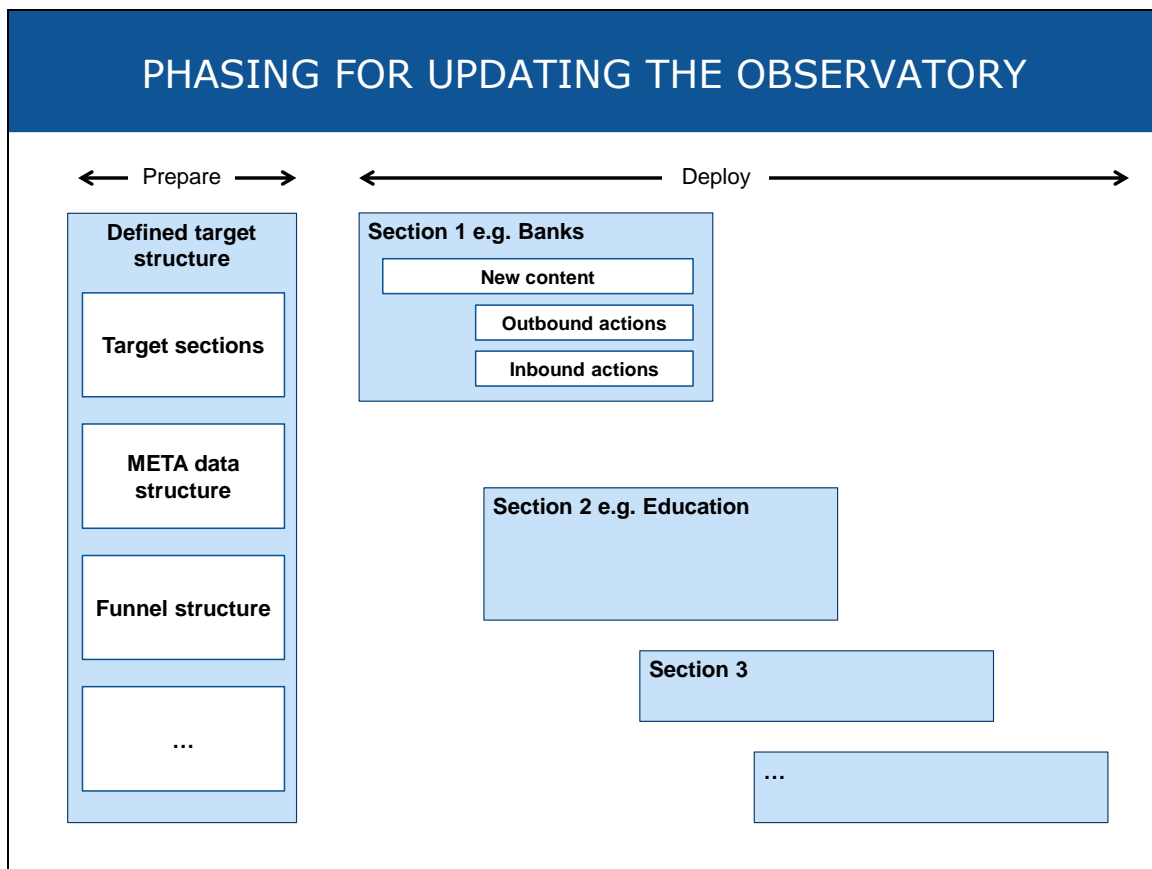 PHASING FOR UPDATING THE OBSERVATORY
Prepare
Deploy
Defined target
structure
Target sections
META data
structure
Funnel structure
…
Section 1 e.g. Banks
New content
Outbound actions
Inbound actions
Section 2 e.g. Education
Section 3
…